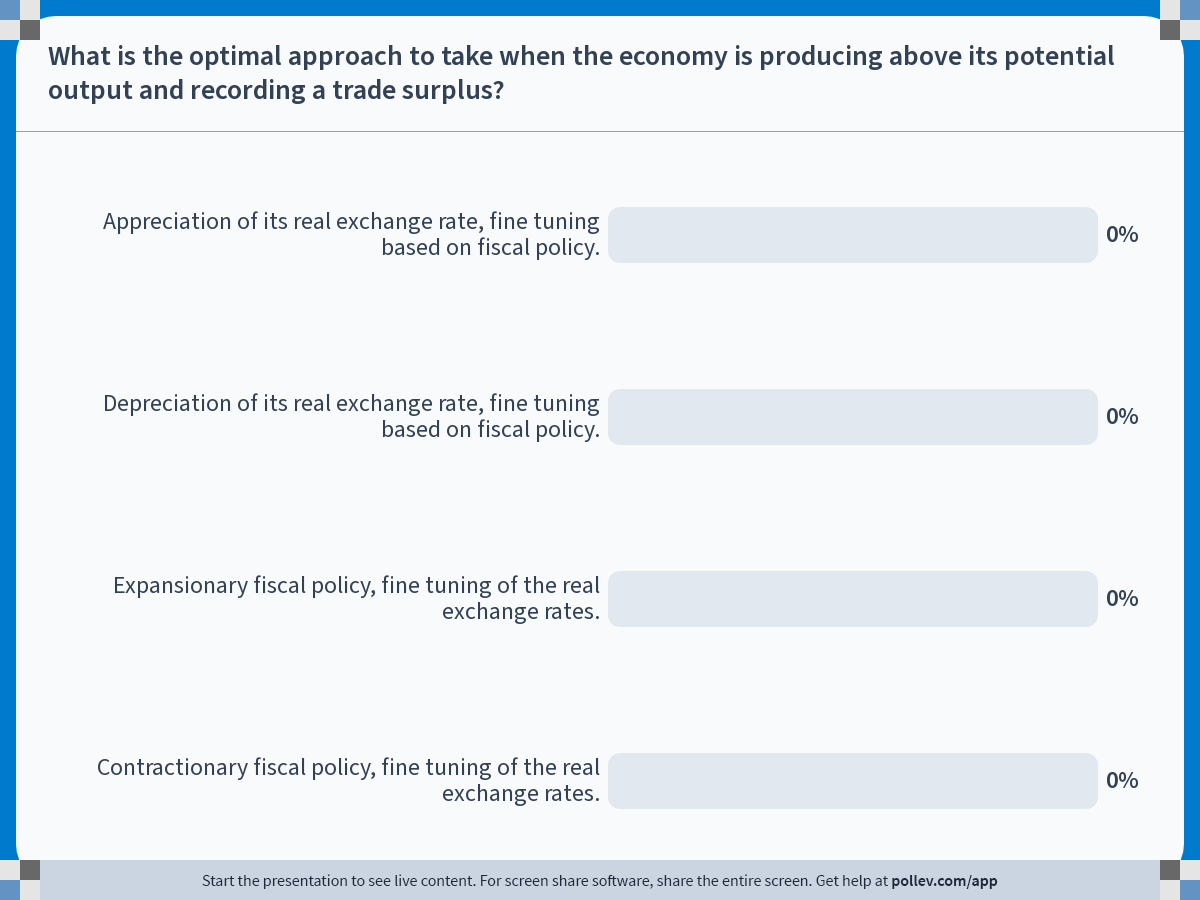 What is the optimal approach to take when the economy is producing above its potential
output and recording a trade surplus?
Appreciation of its real exchange rate, fine tuning
based on fiscal policy.
0%
Depreciation of its real exchange rate, fine tuning
based on fiscal policy.
0%
Expansionary fiscal policy, fine tuning of the real
exchange rates.
0%
Contractionary fiscal policy, fine tuning of the real
exchange rates.
0%
Start the presentation to see live content. For screen share software, share the entire screen. Get help at pollev.com/app